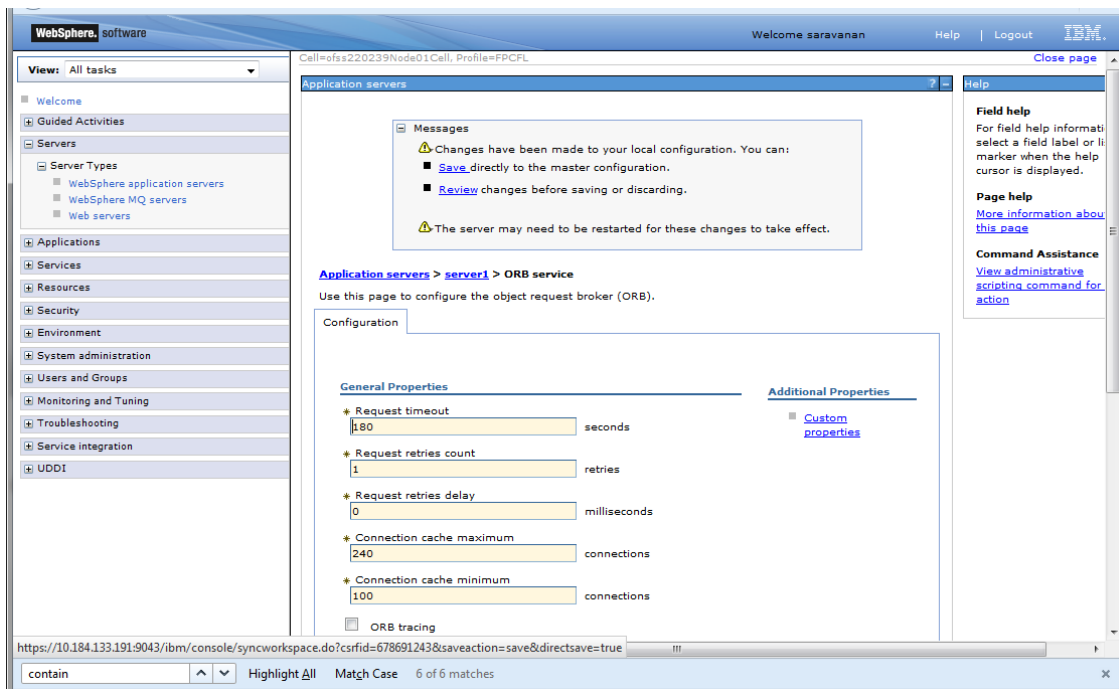 WebSphere. software
Welcome saravanan
Help | Logout
IBM.
View: All tasks
Welcome
Guided Activities
Servers
Server Types
WebSphere application servers
WebSphere MQ servers
Web servers
Applications
Services
Resources
Security
Environment
System administration
Users and Groups
Monitoring and Tuning
Troubleshooting
Service integration
UDDI
Cell=ofss220239Node01Cell, Profile=FPCFL
Close page
Application servers
? –
Messages
Changes have been made to your local configuration. You can:
Save directly to the master configuration.
Review changes before saving or discarding.
The server may need to be restarted for these changes to take effect.
Application servers > server1 > ORB service
Use this page to configure the object request broker (ORB).
Configuration
General Properties
* Request timeout
180 seconds
* Request retries count
1 retries
* Request retries delay
0 milliseconds
* Connection cache maximum
240 connections
* Connection cache minimum
100 connections
ORB tracing
Additional Properties
Custom
properties
Help
Field help
For field help informati
select a field label or li
marker when the help
cursor is displayed.
Page help
More information abou
this page
Command Assistance
View administrative
scripting command for
action
https://10.184.133.191:9043/ibm/console/syncworkspace.do?csrfid=678691243&saveaction=save&directsave=true
contain
Highlight All Match Case 6 of 6 matches